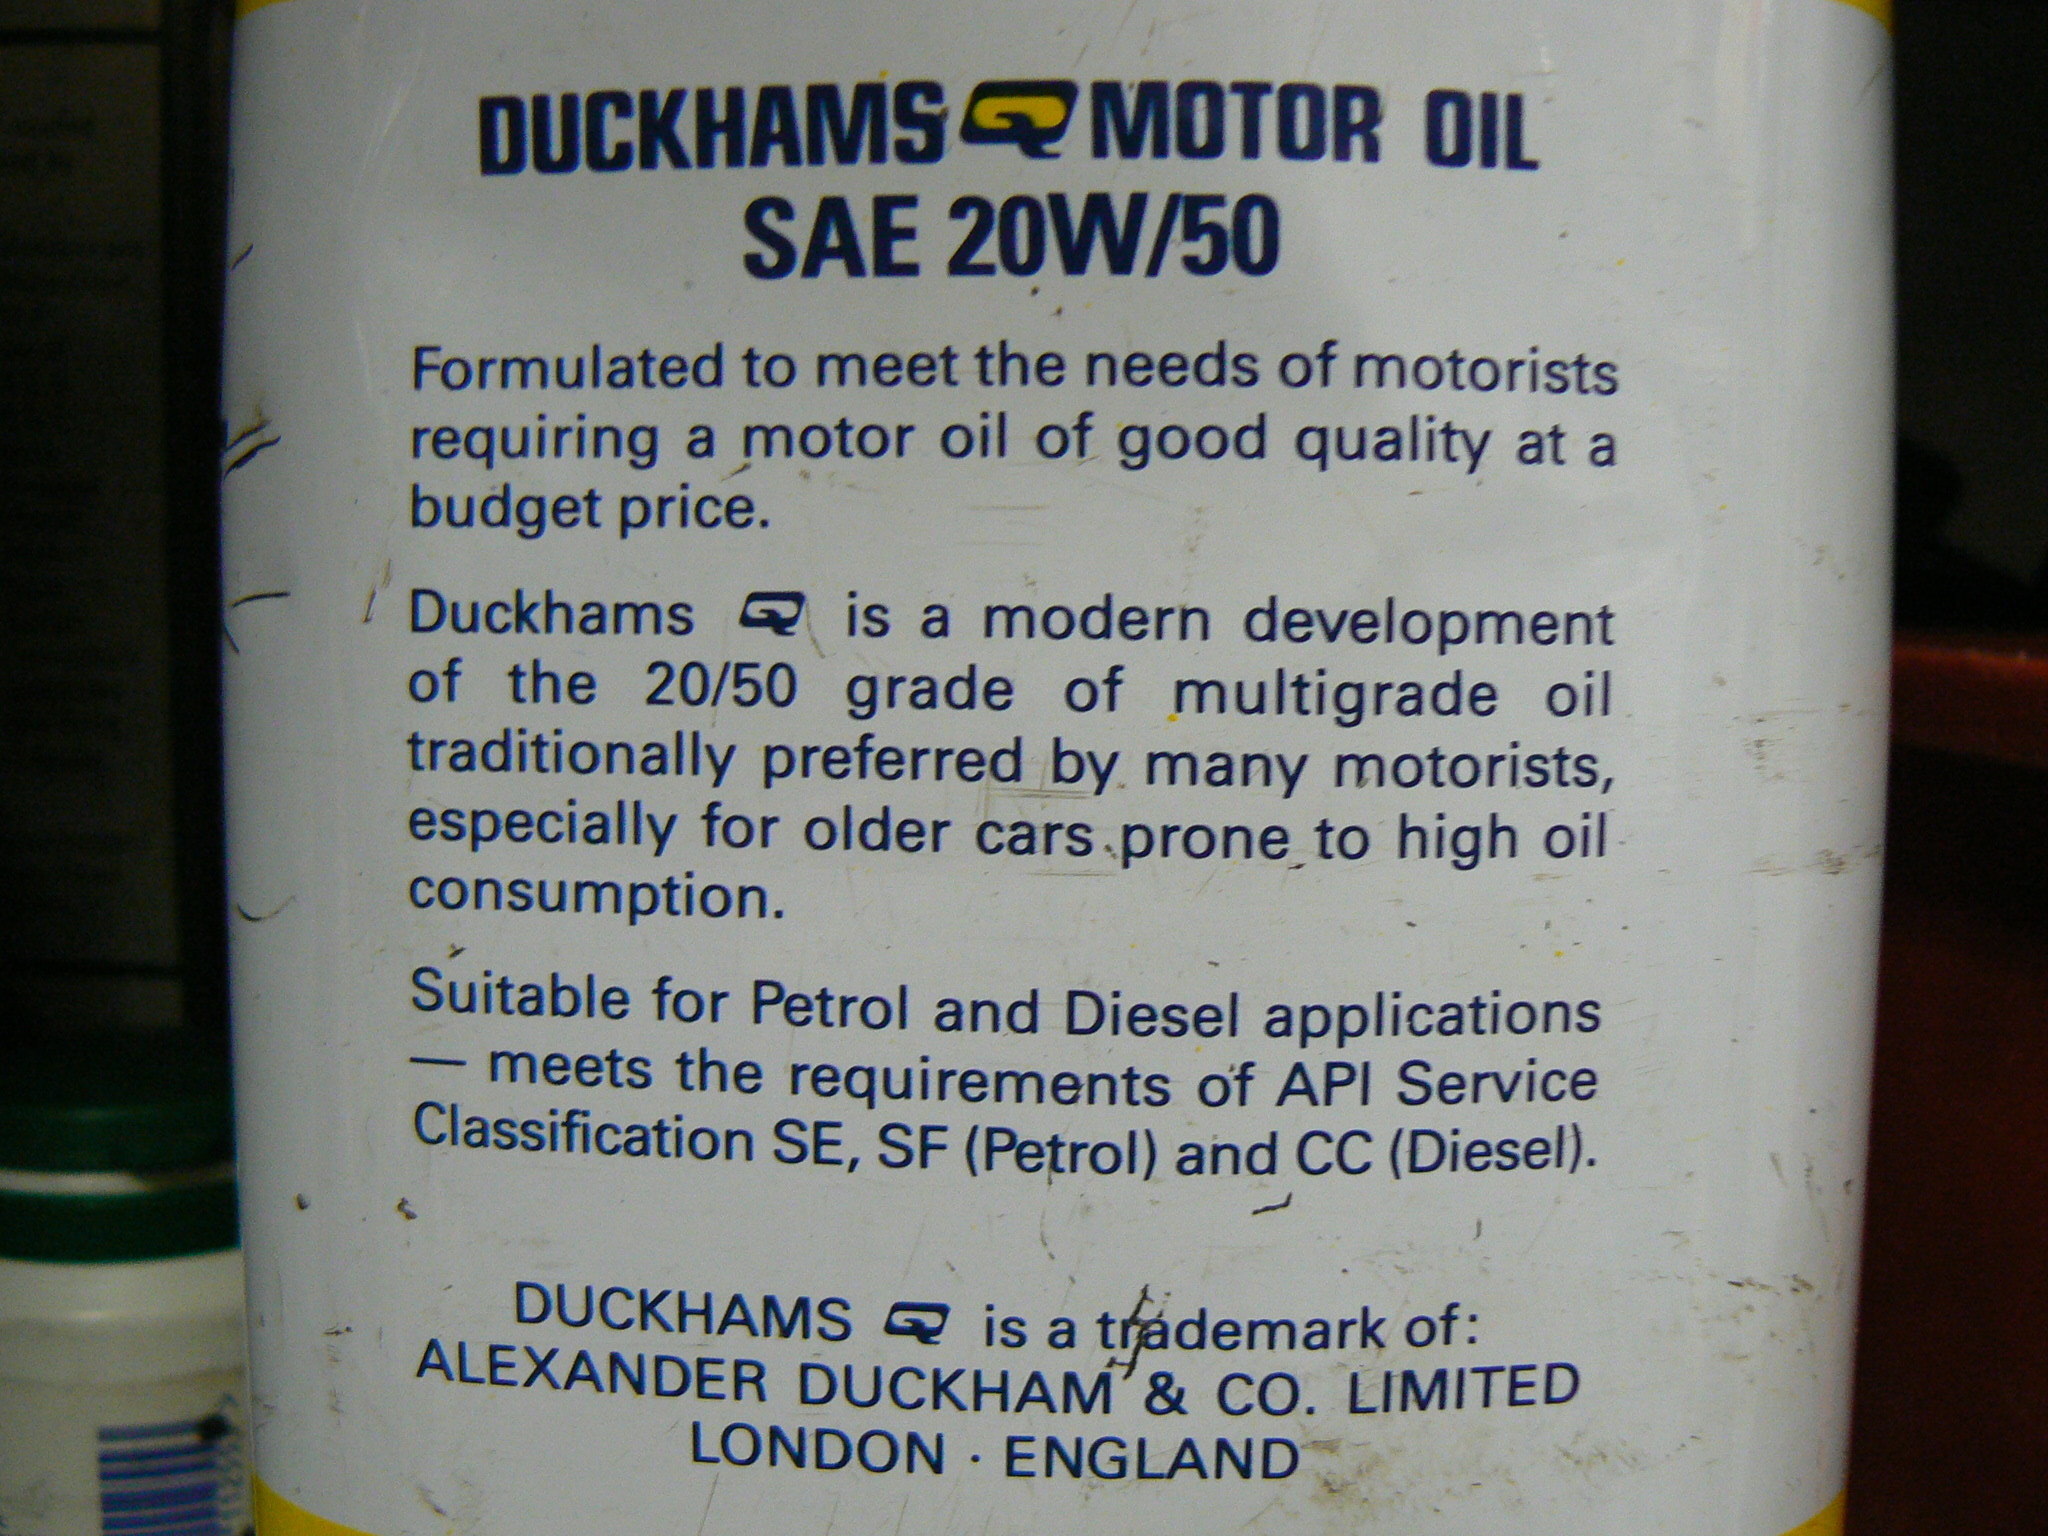 DUCKHAMS Q MOTOR OIL
SAE 20W/50
Formulated to meet the needs of motorists
requiring a motor oil of good quality at a
budget price.
Duckhams Q is a modern development
of the 20/50 grade of multigrade oil
traditionally preferred by many motorists,
especially for older cars prone to high oil
consumption.
Suitable for Petrol and Diesel applications
— meets the requirements of API Service
Classification SE, SF (Petrol) and CC (Diesel).
DUCKHAMS Q is a trademark of:
ALEXANDER DUCKHAM & CO. LIMITED
LONDON · ENGLAND